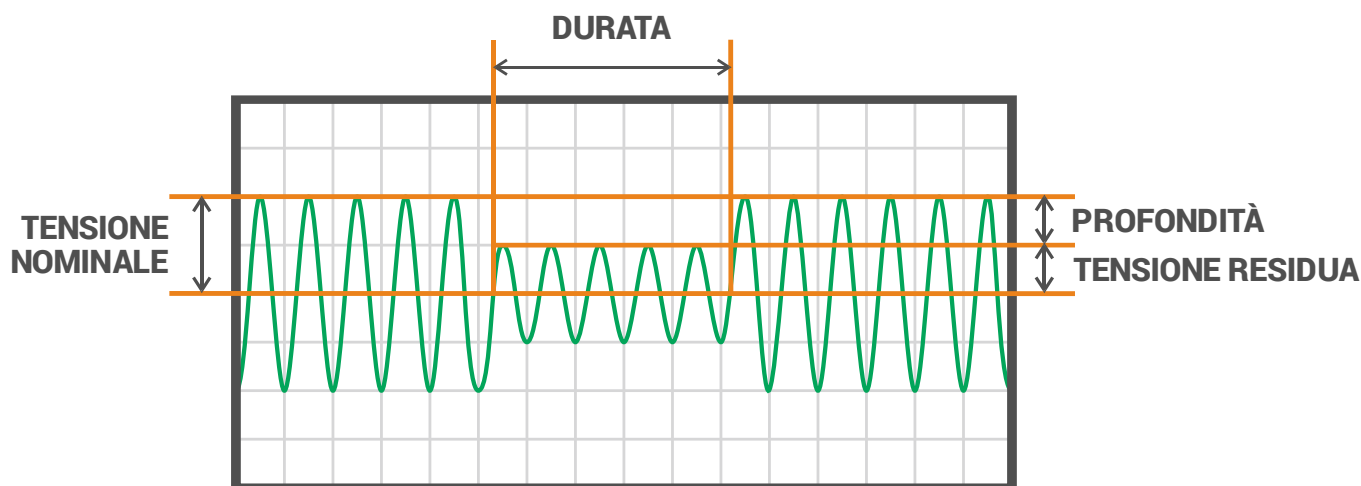 DURATA
TENSIONE
NOMINALE
PROFONDITÀ
TENSIONE RESIDUA